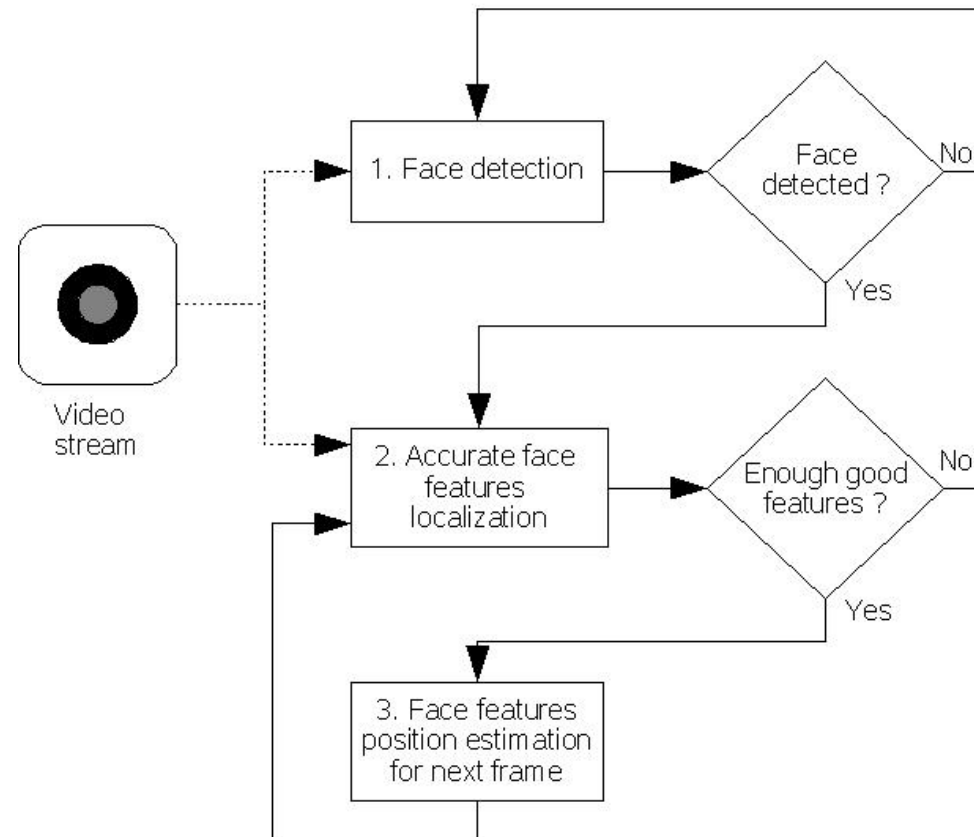 1. Face detection
Face
detected ?
No
Yes
Video
stream
2. Accurate face
features
localization
Enough good
features ?
No
Yes
3. Face features
position estimation
for next frame